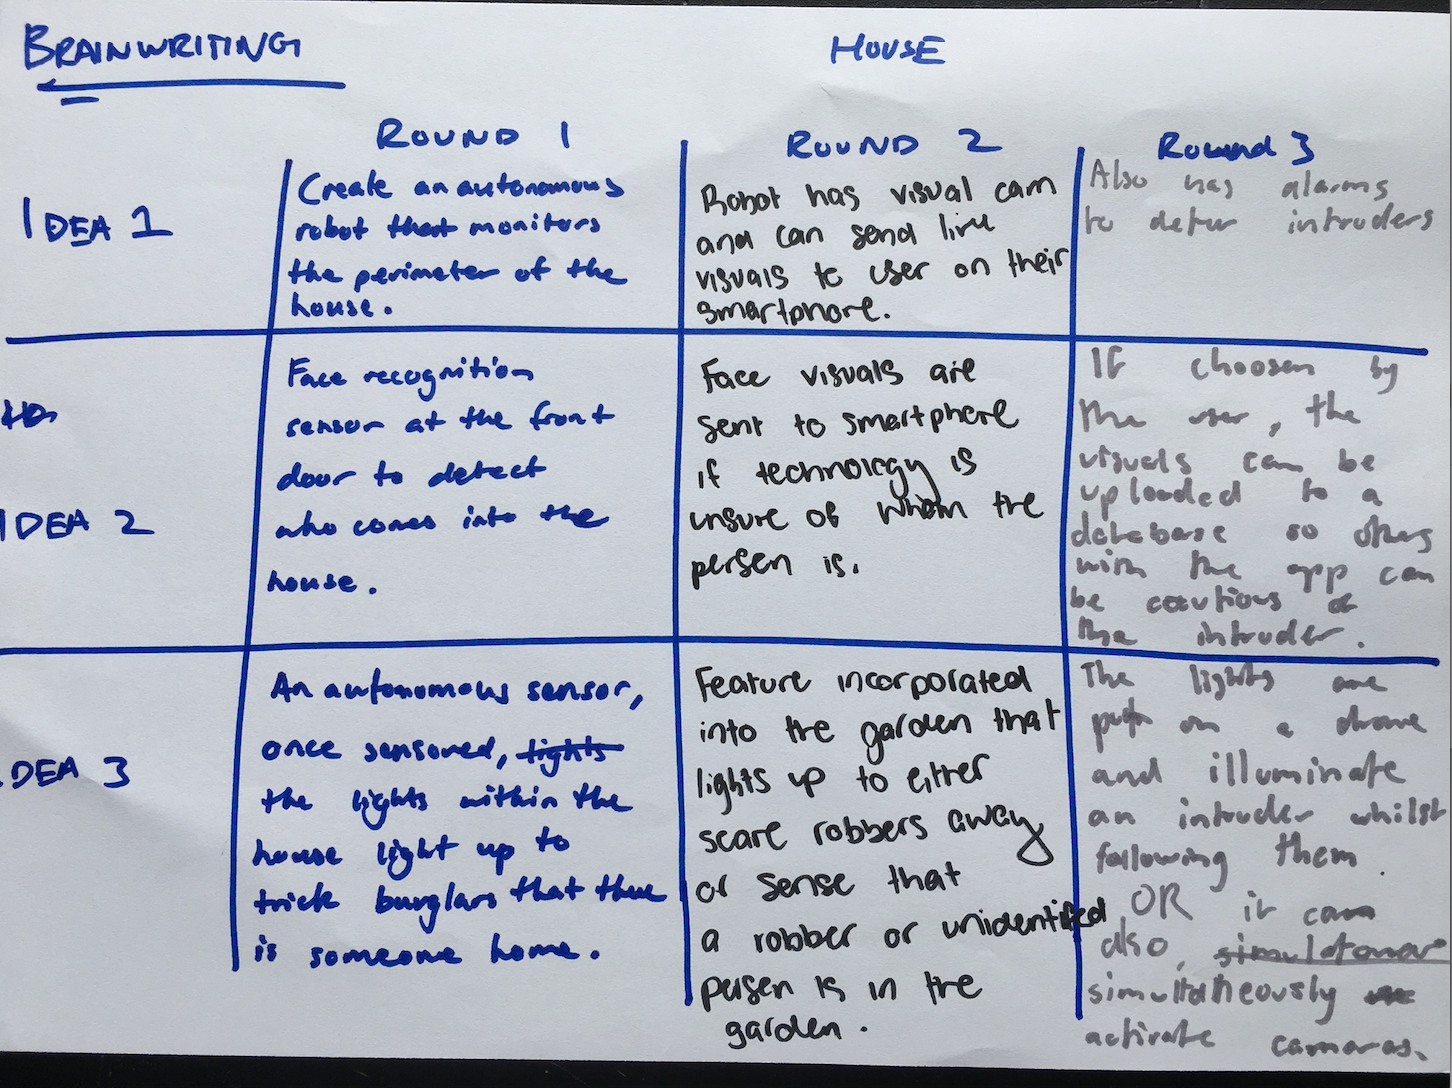 BRAINWRITING
HOUSE
ROUND 1
ROUND 2
Round 3
IDEA 1
Create an autonomous
robot that monitors
the perimeter of the
house.
Robot has visual cam
and can send live
visuals to user on their
smartphone.
Also has alarms
to detur intruders
IDEA 2
Face recognition
sensor at the front
door to detect
who comes into the
house.
Face visuals are
sent to smartphone
if technology is
unsure of whom the
person is.
If choosen by
the user, the
visuals can be
uploaded to a
database so others
with the app can
be cautious of
the intruder.
IDEA 3
An autonomous sensor,
once sensored, lights
the lights within the
house light up to
trick burglars that there
is someone home.
Feature incorporated
into the garden that
lights up to either
scare robbers away
or sense that
a robber or unidentified
person is in the
garden.
The lights are
put on a drone
and illuminate
an intruder whilst
following them.
OR it can
also,
simultaneously
activate cameras.